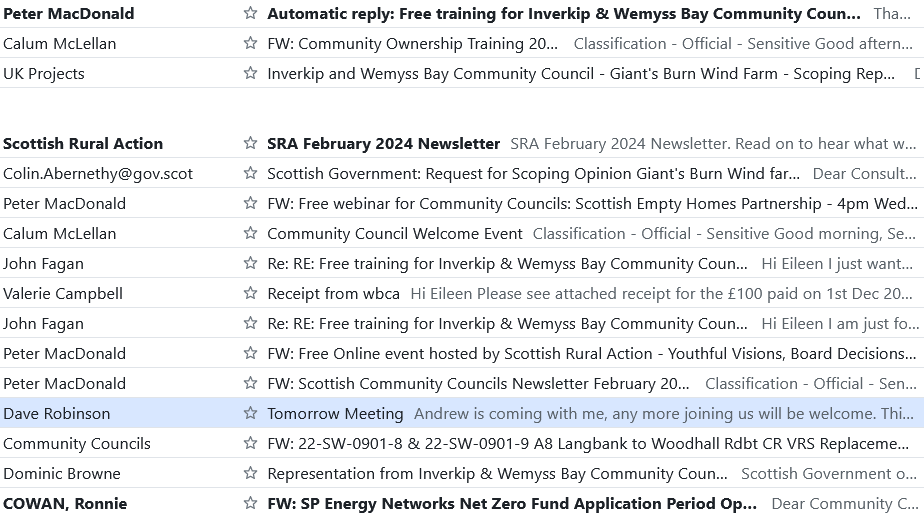 Peter MacDonald Automatic reply: Free training for Inverkip & Wemyss Bay Community Coun... Tha...
Calum McLellan FW: Community Ownership Training 20... Classification - Official - Sensitive Good aftern...
UK Projects Inverkip and Wemyss Bay Community Council - Giant's Burn Wind Farm - Scoping Rep...
Scottish Rural Action SRA February 2024 Newsletter SRA February 2024 Newsletter. Read on to hear what w...
Colin.Abernethy@gov.scot Scottish Government: Request for Scoping Opinion Giant's Burn Wind far... Dear Consult...
Peter MacDonald FW: Free webinar for Community Councils: Scottish Empty Homes Partnership - 4pm Wed...
Calum McLellan Community Council Welcome Event Classification - Official - Sensitive Good morning, Se...
John Fagan Re: RE: Free training for Inverkip & Wemyss Bay Community Coun... Hi Eileen I just want...
Valerie Campbell Receipt from wbca Hi Eileen Please see attached receipt for the £100 paid on 1st Dec 20...
John Fagan Re: RE: Free training for Inverkip & Wemyss Bay Community Coun... Hi Eileen I am just fo...
Peter MacDonald FW: Free Online event hosted by Scottish Rural Action - Youthful Visions, Board Decisions...
Peter MacDonald FW: Scottish Community Councils Newsletter February 20... Classification - Official - Sen...
Dave Robinson Tomorrow Meeting Andrew is coming with me, any more joining us will be welcome. Thi...
Community Councils FW: 22-SW-0901-8 & 22-SW-0901-9 A8 Langbank to Woodhall Rdbt CR VRS Replaceme...
Dominic Browne Representation from Inverkip & Wemyss Bay Community Coun... Scottish Government o...
COWAN, Ronnie FW: SP Energy Networks Net Zero Fund Application Period Op... Dear Community C...